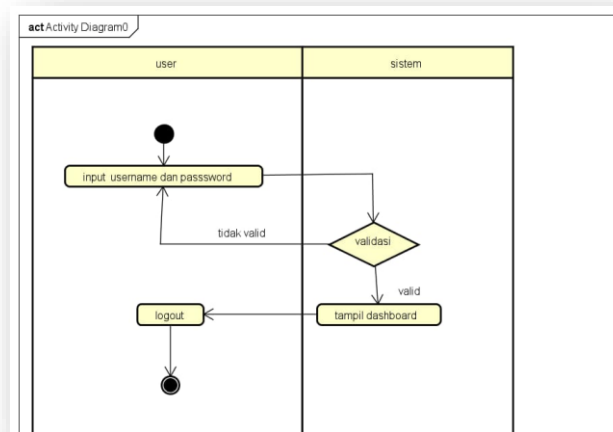 act Activity Diagram0
user
sistem
input username dan passsword
tidak valid
validasi
valid
logout
tampil dashboard